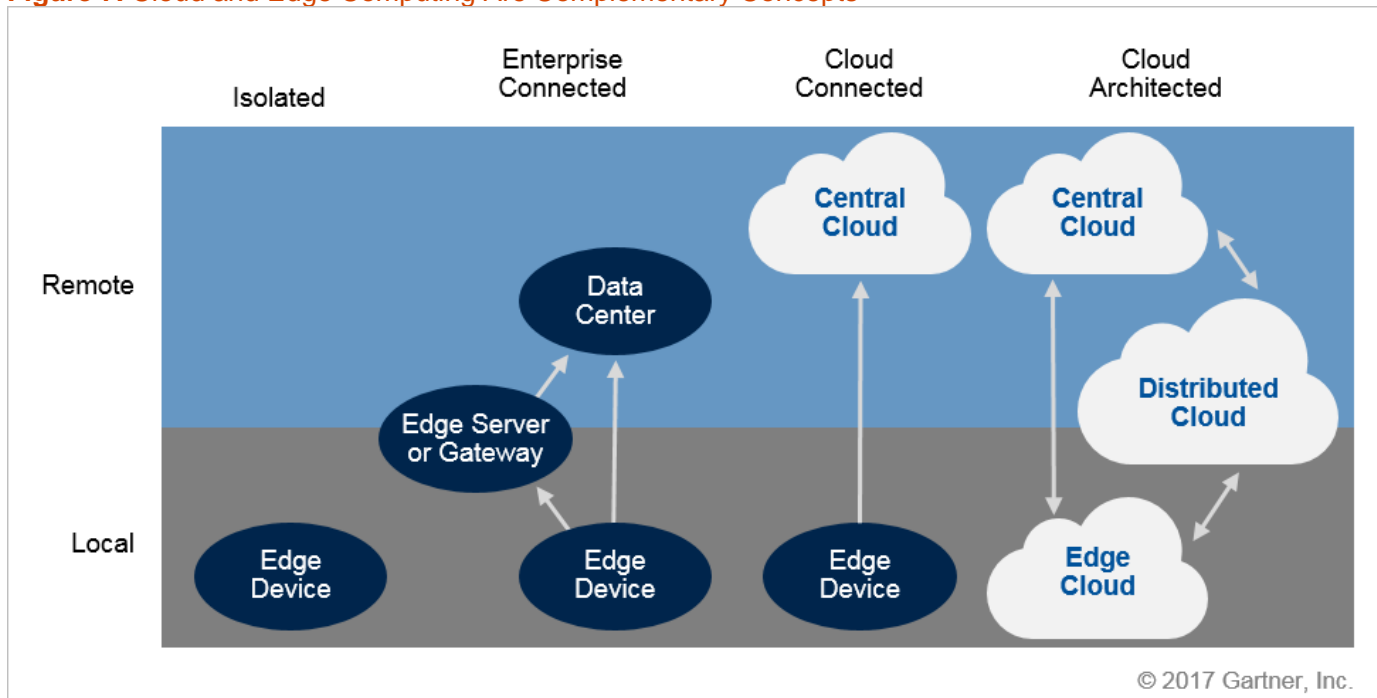 Isolated
Enterprise
Connected
Cloud
Connected
Cloud
Architected
Remote
Local
Central
Cloud
Central
Cloud
Data
Center
Distributed
Cloud
Edge Server
or Gateway
Edge
Device
Edge
Device
Edge
Device
Edge
Cloud
© 2017 Gartner, Inc.